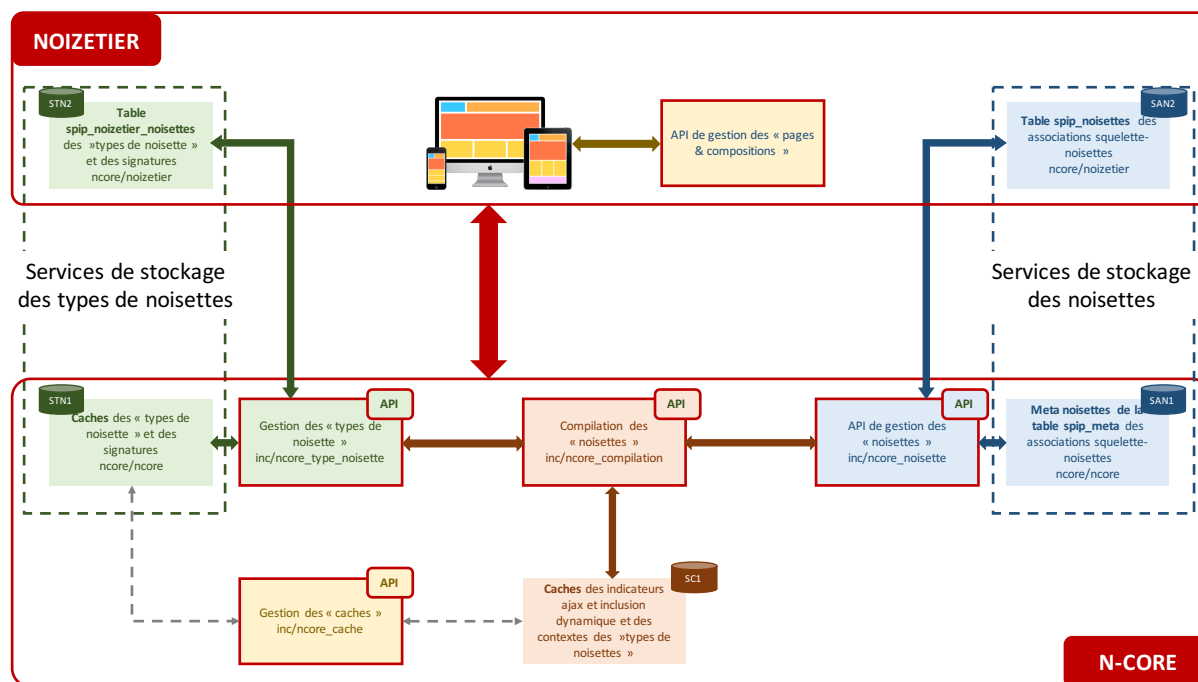 NOIZETIER
STN2
Table
spip_noizetier_noisettes
des »types de noisette »
et des signatures
ncore/noizetier
API de gestion des « pages
& compositions »
SAN2
Table spip_noisettes des
associations squelette-
noisettes
ncore/noizetier
Services de stockage
des types de noisettes
Services de stockage
des noisettes
STN1
Caches des « types de
noisette » et des
signatures
ncore/ncore
API
Gestion des « types de
noisette »
inc/ncore_type_noisette
API
Compilation des
« noisettes »
inc/ncore_compilation
API
API de gestion des
« noisettes »
inc/ncore_noisette
SAN1
Meta noisettes de la
table spip_meta des
associations squelette-
noisettes
ncore/ncore
API
Gestion des « caches »
inc/ncore_cache
SC1
Caches des indicateurs
ajax et inclusion
dynamique et des
contextes des »types de
noisettes »
N-CORE